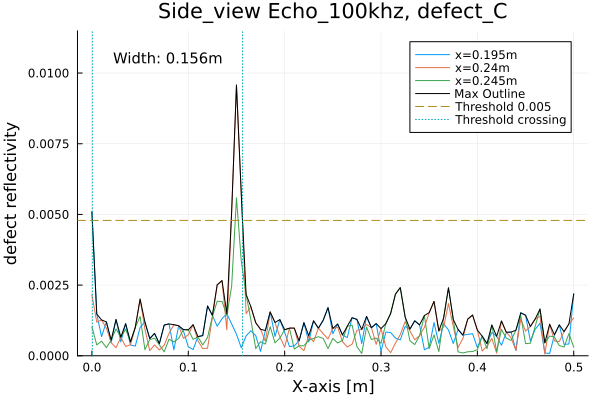 Side_view Echo_100khz, defect_C
Width: 0.156m
x=0.195m
x=0.24m
x=0.245m
Max Outline
Threshold 0.005
Threshold crossing
defect reflectivity
0.0100
0.0075
0.0050
0.0025
0.0000
0.0 0.1 0.2 0.3 0.4 0.5
X-axis [m]